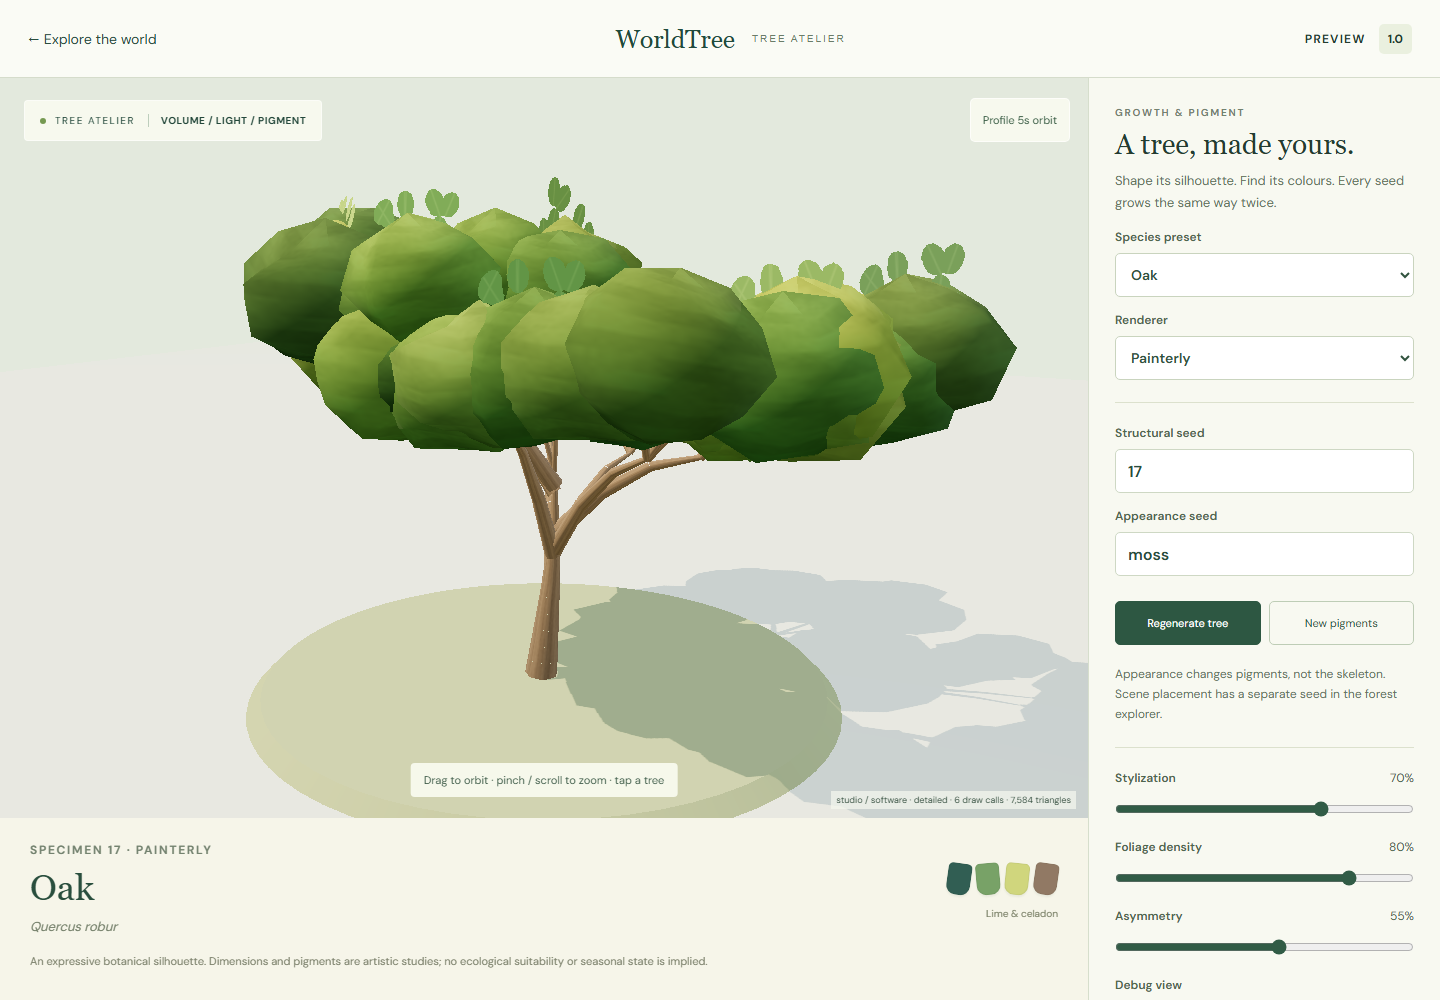 ← Explore the world
WorldTree TREE ATELIER
PREVIEW 1.0
TREE ATELIER | VOLUME / LIGHT / PIGMENT
Profile 5s orbit
Drag to orbit · pinch / scroll to zoom · tap a tree
studio / software · detailed · 6 draw calls · 7,584 triangles
SPECIMEN 17 · PAINTERLY
Oak
Quercus robur
An expressive botanical silhouette. Dimensions and pigments are artistic studies; no ecological suitability or seasonal state is implied.
Lime & celadon
GROWTH & PIGMENT
A tree, made yours.
Shape its silhouette. Find its colours. Every seed
grows the same way twice.
Species preset
Oak
Renderer
Painterly
Structural seed
17
Appearance seed
moss
Regenerate tree
New pigments
Appearance changes pigments, not the skeleton.
Scene placement has a separate seed in the forest
explorer.
Stylization 70%
Foliage density 80%
Asymmetry 55%
Debug view